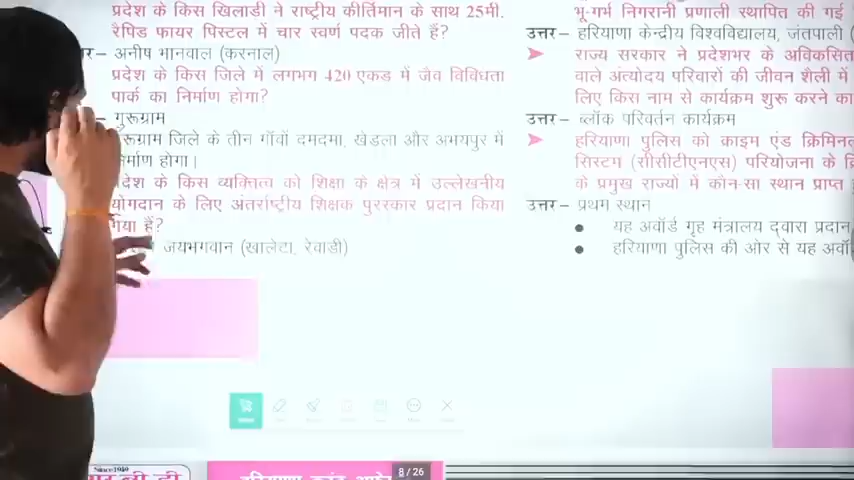 प्रदेश के किस खिलाडी ने राष्ट्रीय कीर्तिमान के साथ 25मी.
रैपिड फायर पिस्टल में चार स्वर्ण पदक जीते हैं?
अनीष भानवाल (करनाल)
प्रदेश के किस जिले में लगभग 420 एकड में जैव विविधता
पार्क का निर्माण होगा?
गुरूग्राम
गुरूग्राम जिले के तीन गाँवों दमदमा, खेडला और अभयपुर में
निर्माण होगा।
प्रदेश के किस व्यक्तित्व को शिक्षा के क्षेत्र में उल्लेखनीय
योगदान के लिए अंतर्राष्ट्रीय शिक्षक पुरस्कार प्रदान किया
गया हैं?
जयभगवान (खालेटा, रेवाडी)
भू-गर्भ निगरानी प्रणाली स्थापित की गई
उत्तर– हरियाणा केन्द्रीय विश्वविद्यालय, जंतपाली (
➤ राज्य सरकार ने प्रदेशभर के अविकसित
वाले अंत्योदय परिवारों की जीवन शैली में
लिए किस नाम से कार्यक्रम शुरू करने का
उत्तर– ब्लॉक परिवर्तन कार्यक्रम
➤ हरियाणा पुलिस को क्राइम एंड
सिस्टम (सीसीटीएनएस) परियोजना के
के प्रमुख राज्यों में कौन-सा स्थान प्राप्त
उत्तर– प्रथम स्थान
● यह अवॉर्ड गृह मंत्रालय द्वारा प्रदान
● हरियाणा पुलिस की ओर से यह
Since1969
8/26